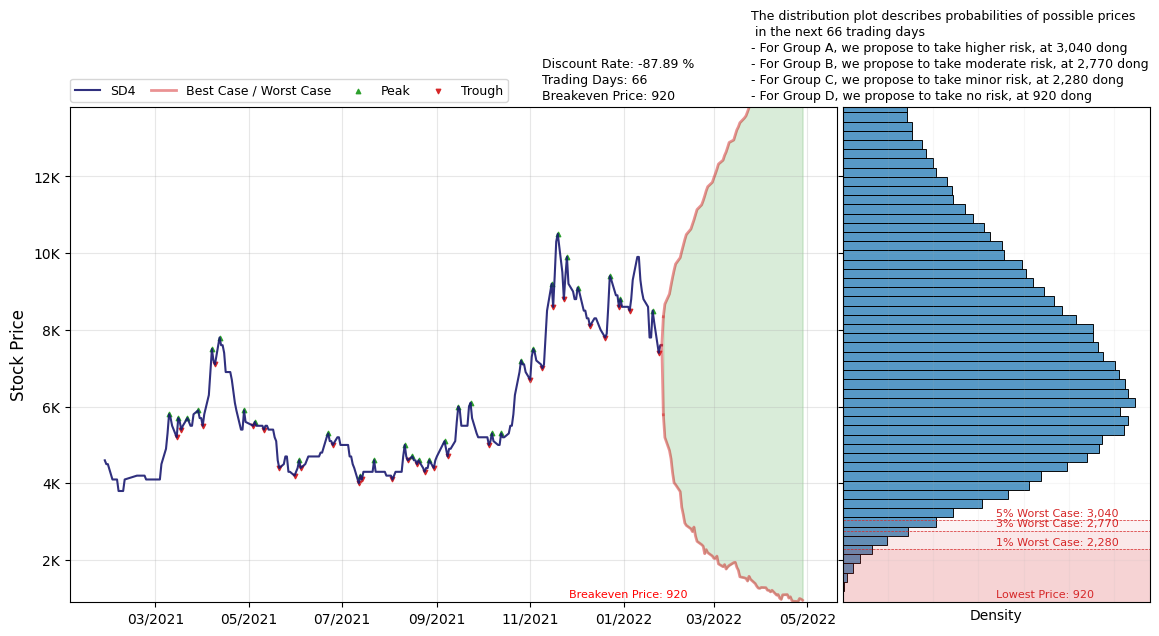 The distribution plot describes probabilities of possible prices
in the next 66 trading days
- For Group A, we propose to take higher risk, at 3,040 dong
- For Group B, we propose to take moderate risk, at 2,770 dong
- For Group C, we propose to take minor risk, at 2,280 dong
- For Group D, we propose to take no risk, at 920 dong
Discount Rate: -87.89 %
Trading Days: 66
Breakeven Price: 920
SD4 Best Case / Worst Case Peak Trough
12K
10K
8K
6K
4K
2K
Stock Price
5% Worst Case: 3,040
3% Worst Case: 2,770
1% Worst Case: 2,280
Breakeven Price: 920
Lowest Price: 920
03/2021 05/2021 07/2021 09/2021 11/2021 01/2022 03/2022 05/2022
Density